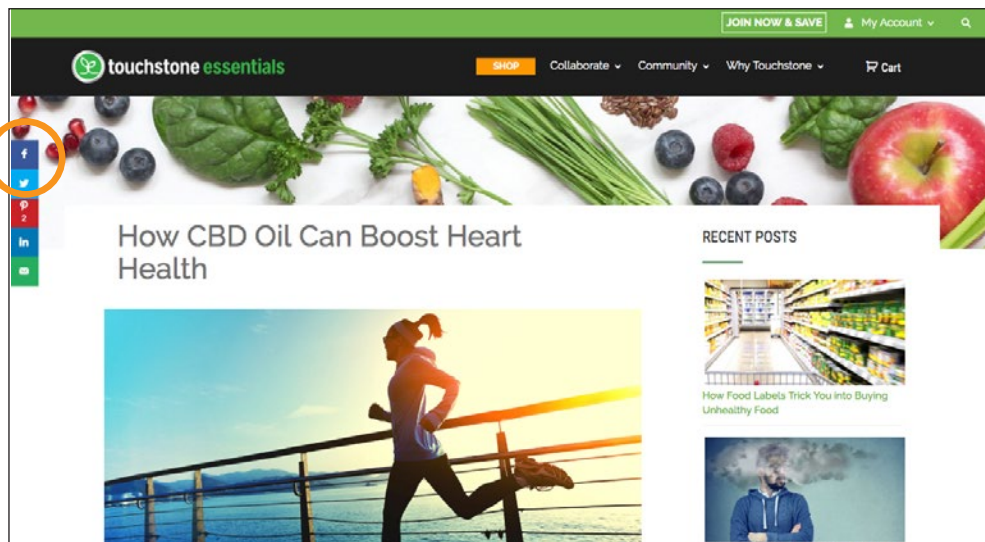 JOIN NOW & SAVE My Account
touchstone essentials
SHOP Collaborate Community Why Touchstone Cart
f
2
in
How CBD Oil Can Boost Heart
Health
RECENT POSTS
How Food Labels Trick You into Buying
Unhealthy Food